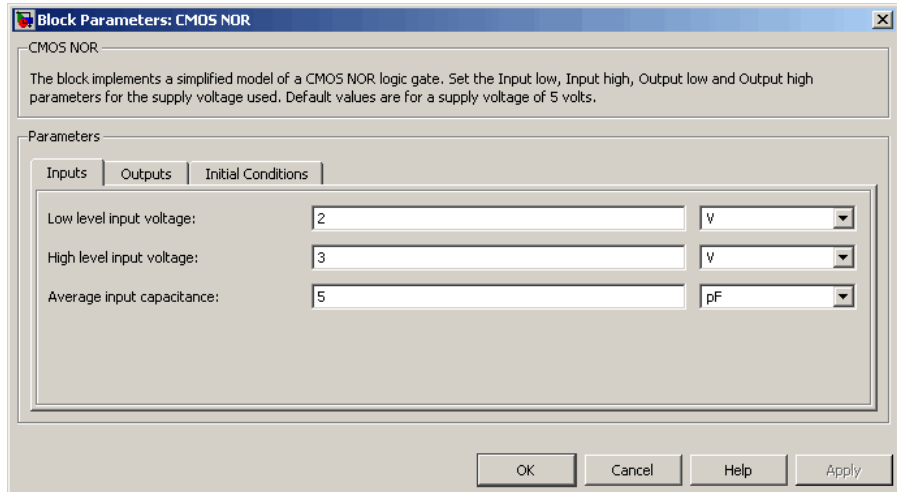 Block Parameters: CMOS NOR
CMOS NOR
The block implements a simplified model of a CMOS NOR logic gate. Set the Input low, Input high, Output low and Output high
parameters for the supply voltage used. Default values are for a supply voltage of 5 volts.
Parameters
Inputs Outputs Initial Conditions
Low level input voltage: 2 V
High level input voltage: 3 V
Average input capacitance: 5 pF
OK Cancel Help Apply